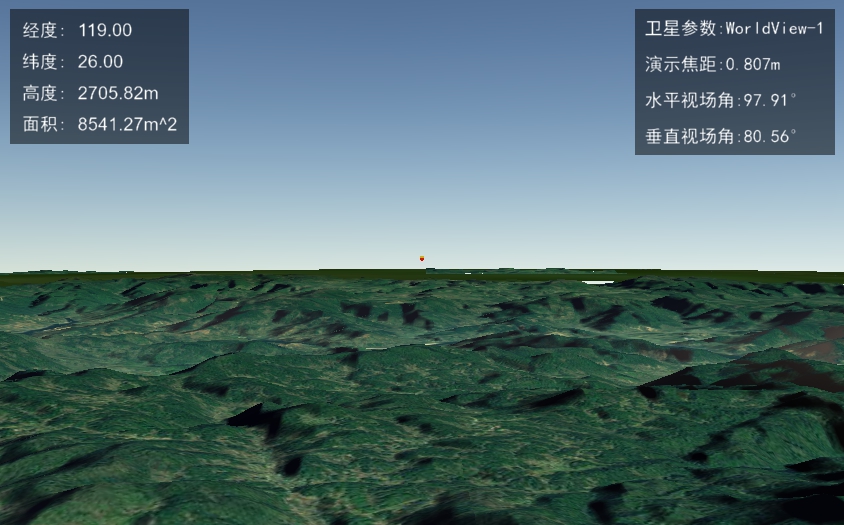 经度：119.00
纬度：26.00
高度：2705.82m
面积：8541.27m^2
卫星参数:WorldView-1
演示焦距:0.807m
水平视场角:97.91°
垂直视场角:80.56°